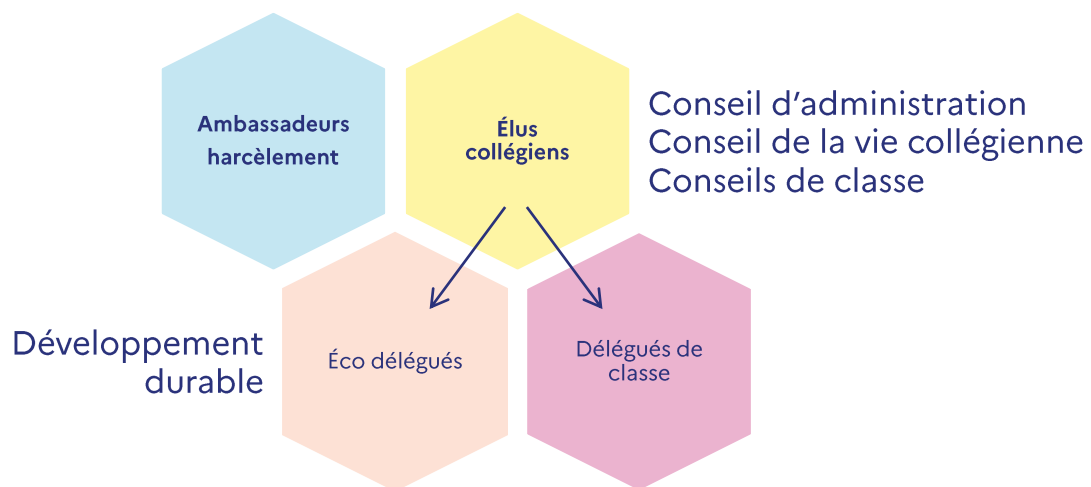 Ambassadeurs
harcèlement
Élus
collégiens
Conseil d’administration
Conseil de la vie collégienne
Conseils de classe
Développement
durable
Éco délégués
Délégués de
classe